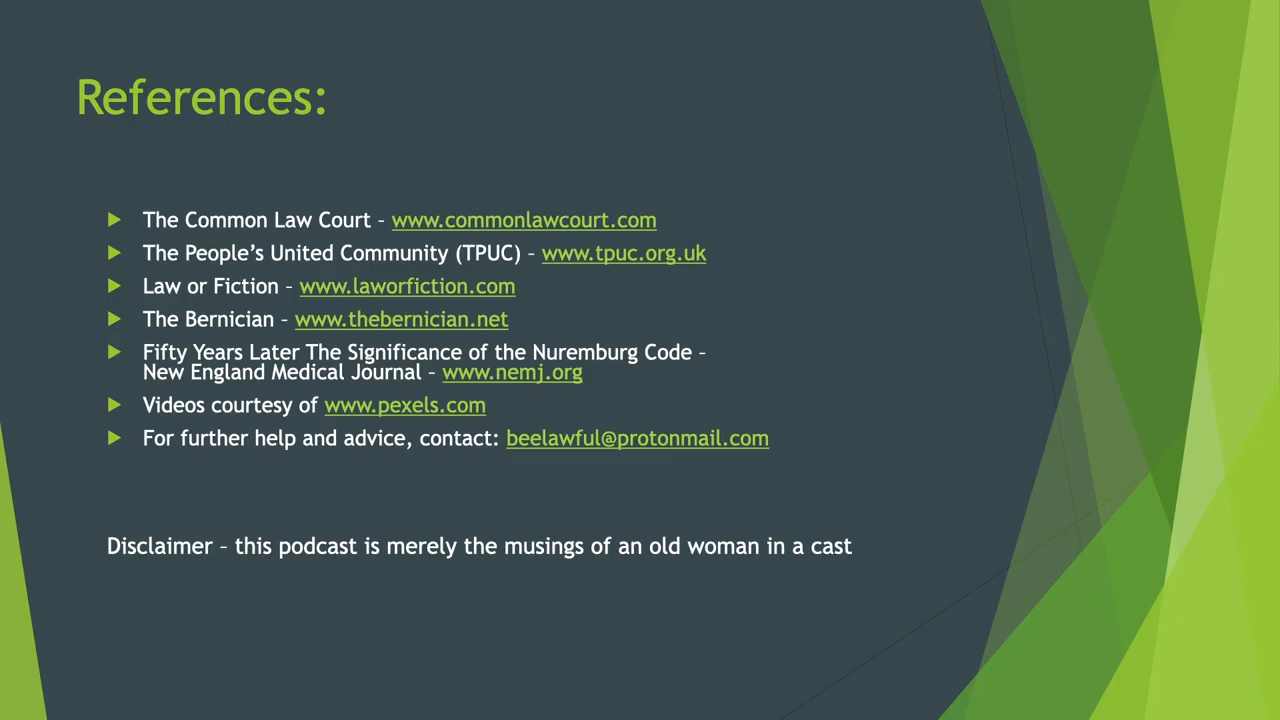 References:
The Common Law Court – www.commonlawcourt.com
The People’s United Community (TPUC) – www.tpuc.org.uk
Law or Fiction – www.laworfiction.com
The Bernician – www.thebernician.net
Fifty Years Later The Significance of the Nuremburg Code –
New England Medical Journal – www.nemj.org
Videos courtesy of www.pexels.com
For further help and advice, contact: beelawful@protonmail.com
Disclaimer – this podcast is merely the musings of an old woman in a cast